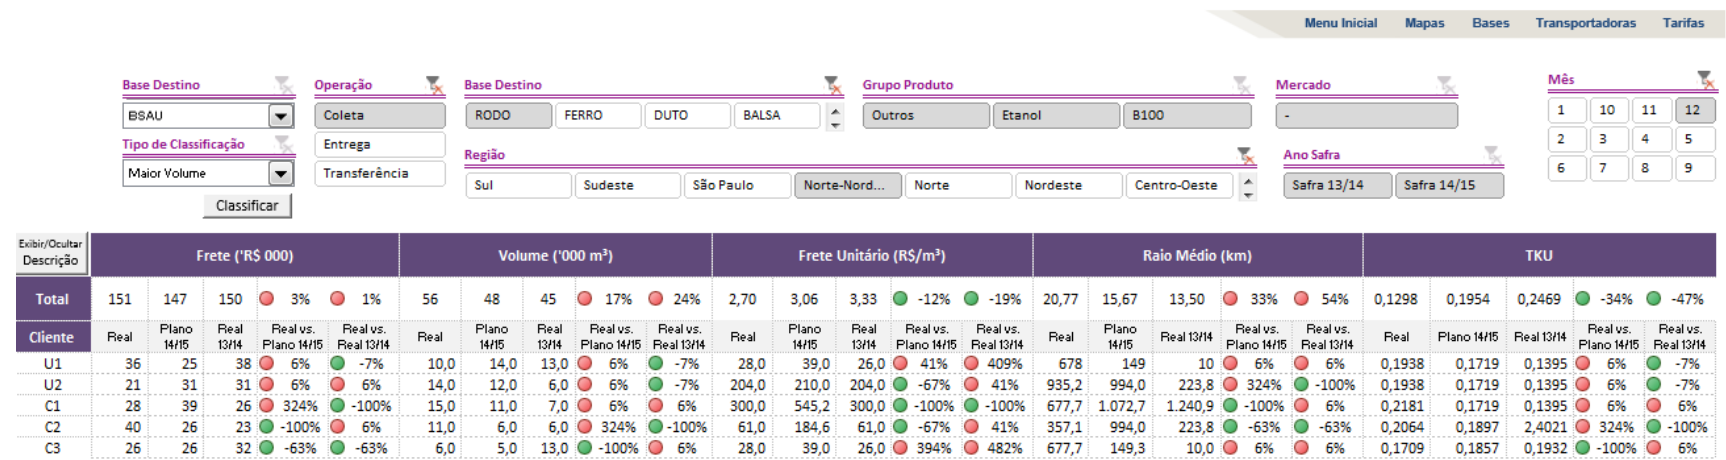 Menu Inicial Mapas Bases Transportadoras Tarifas
Base Destino Operação Base Destino Grupo Produto Mercado Mês
BSAU Coleta RODO FERRO DUTO BALSA Outros Etanol B100 - 1 10 11 12
Tipo de Classificação Entrega Região Ano Safra 2 3 4 5
Maior Volume Transferência Sul Sudeste São Paulo Norte-Nord... Norte Nordeste Centro-Oeste Safra 13/14 Safra 14/15 6 7 8 9
Classificar
Exibir/Ocultar
Descrição Frete ('R$ 000) Volume ('000 m³) Frete Unitário (R$/m³) Raio Médio (km) TKU
Total 151 147 150 3% 1% 56 48 45 17% 24% 2,70 3,06 3,33 -12% -19% 20,77 15,67 13,50 33% 54% 0,1298 0,1954 0,2469 -34% -47%
Cliente Real Plano 14/15 Real 13/14 Real vs. Plano 14/15 Real vs. Real 13/14 Real Plano 14/15 Real 13/14 Real vs. Plano 14/15 Real vs. Real 13/14 Real Plano 14/15 Real 13/14 Real vs. Plano 14/15 Real vs. Real 13/14 Real Plano 14/15 Real 13/14 Real vs. Plano 14/15 Real vs. Real 13/14 Real Plano 14/15 Real 13/14 Real vs. Plano 14/15 Real vs. Real 13/14
U1 36 25 38 6% -7% 10,0 14,0 13,0 6% -7% 28,0 39,0 26,0 41% 409% 678 149 10 6% 6% 0,1938 0,1719 0,1395 6% -7%
U2 21 31 31 6% 6% 14,0 12,0 6,0 6% -7% 204,0 210,0 204,0 -67% 41% 935,2 994,0 223,8 324% -100% 0,1938 0,1719 0,1395 6% -7%
C1 28 39 26 324% -100% 15,0 11,0 7,0 6% 6% 300,0 545,2 300,0 -100% -100% 677,7 1.072,7 1.240,9 -100% 6% 0,2181 0,1719 0,1395 6% 6%
C2 40 26 23 -100% 6% 11,0 6,0 6,0 324% -100% 61,0 184,6 61,0 -67% 41% 357,1 994,0 223,8 -63% -63% 0,2064 0,1897 2,4021 324% -100%
C3 26 26 32 -63% -63% 6,0 5,0 13,0 -100% 6% 28,0 39,0 26,0 394% 482% 677,7 149,3 10,0 6% 6% 0,1709 0,1857 0,1932 -100% 6%